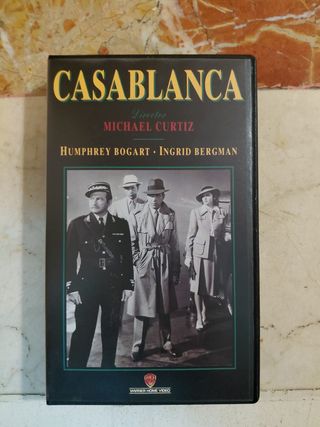 CASABLANCA
Director
MICHAEL CURTIZ
HUMPHREY BOGART · INGRID BERGMAN
WARNER HOME VIDEO